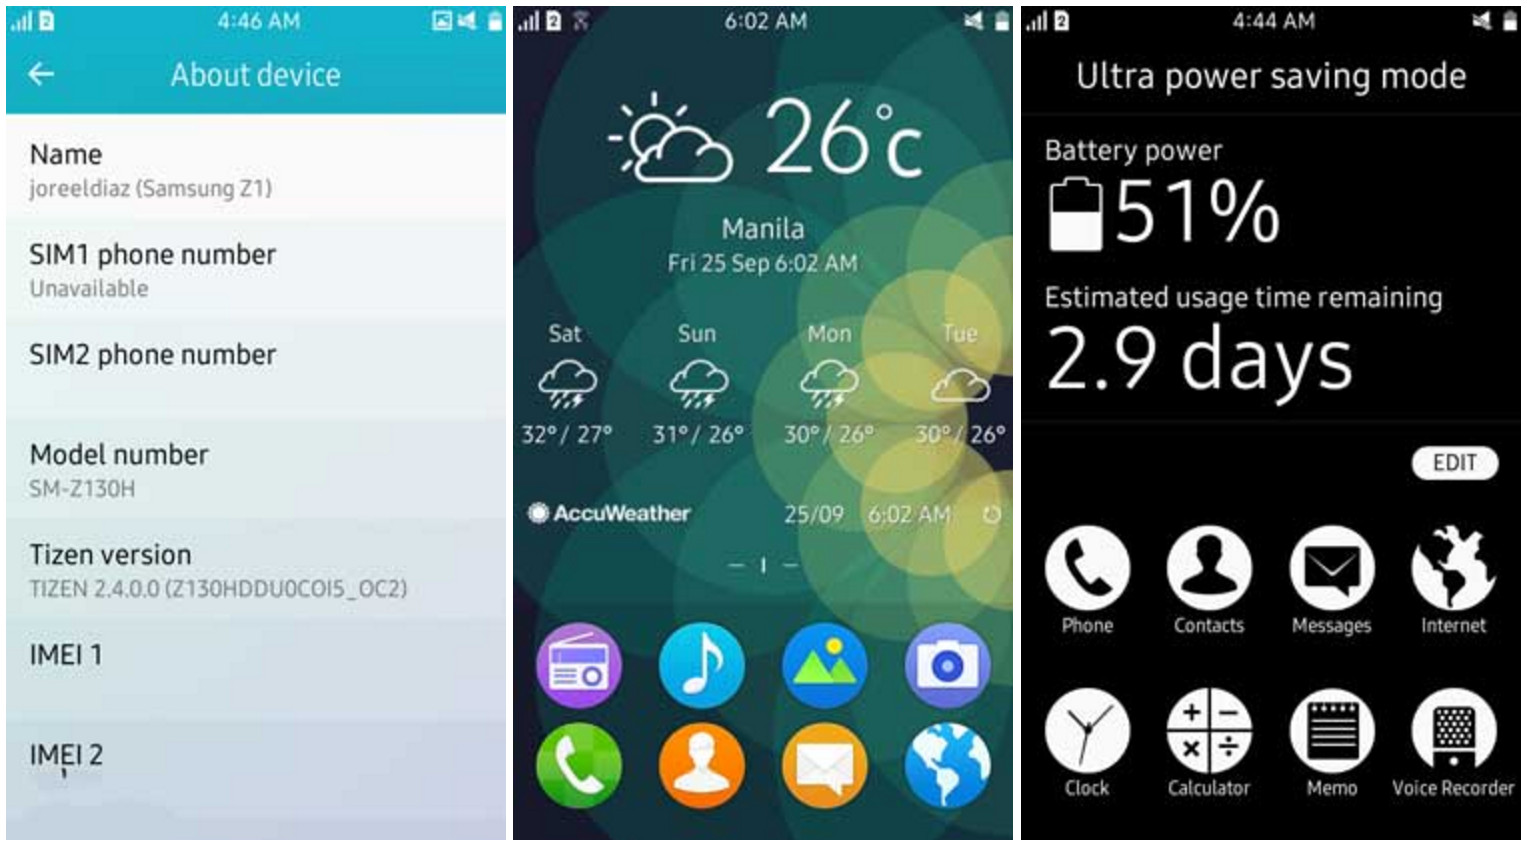 2
4:46 AM
About device
Name
joreeldiaz (Samsung Z1)
SIM1 phone number
Unavailable
SIM2 phone number
Model number
SM-Z130H
Tizen version
TIZEN 2.4.0.0 (Z130HDDU0COI5_OC2)
IMEI 1
IMEI 2
2
6:02 AM
26°c
Manila
Fri 25 Sep 6:02 AM
Sat Sun Mon Tue
32°/ 27° 31°/ 26° 30°/ 26° 30°/ 26°
AccuWeather 25/09 6:02 AM
2
4:44 AM
Ultra power saving mode
Battery power
51%
Estimated usage time remaining
2.9 days
EDIT
Phone Contacts Messages Internet
Clock Calculator Memo Voice Recorder